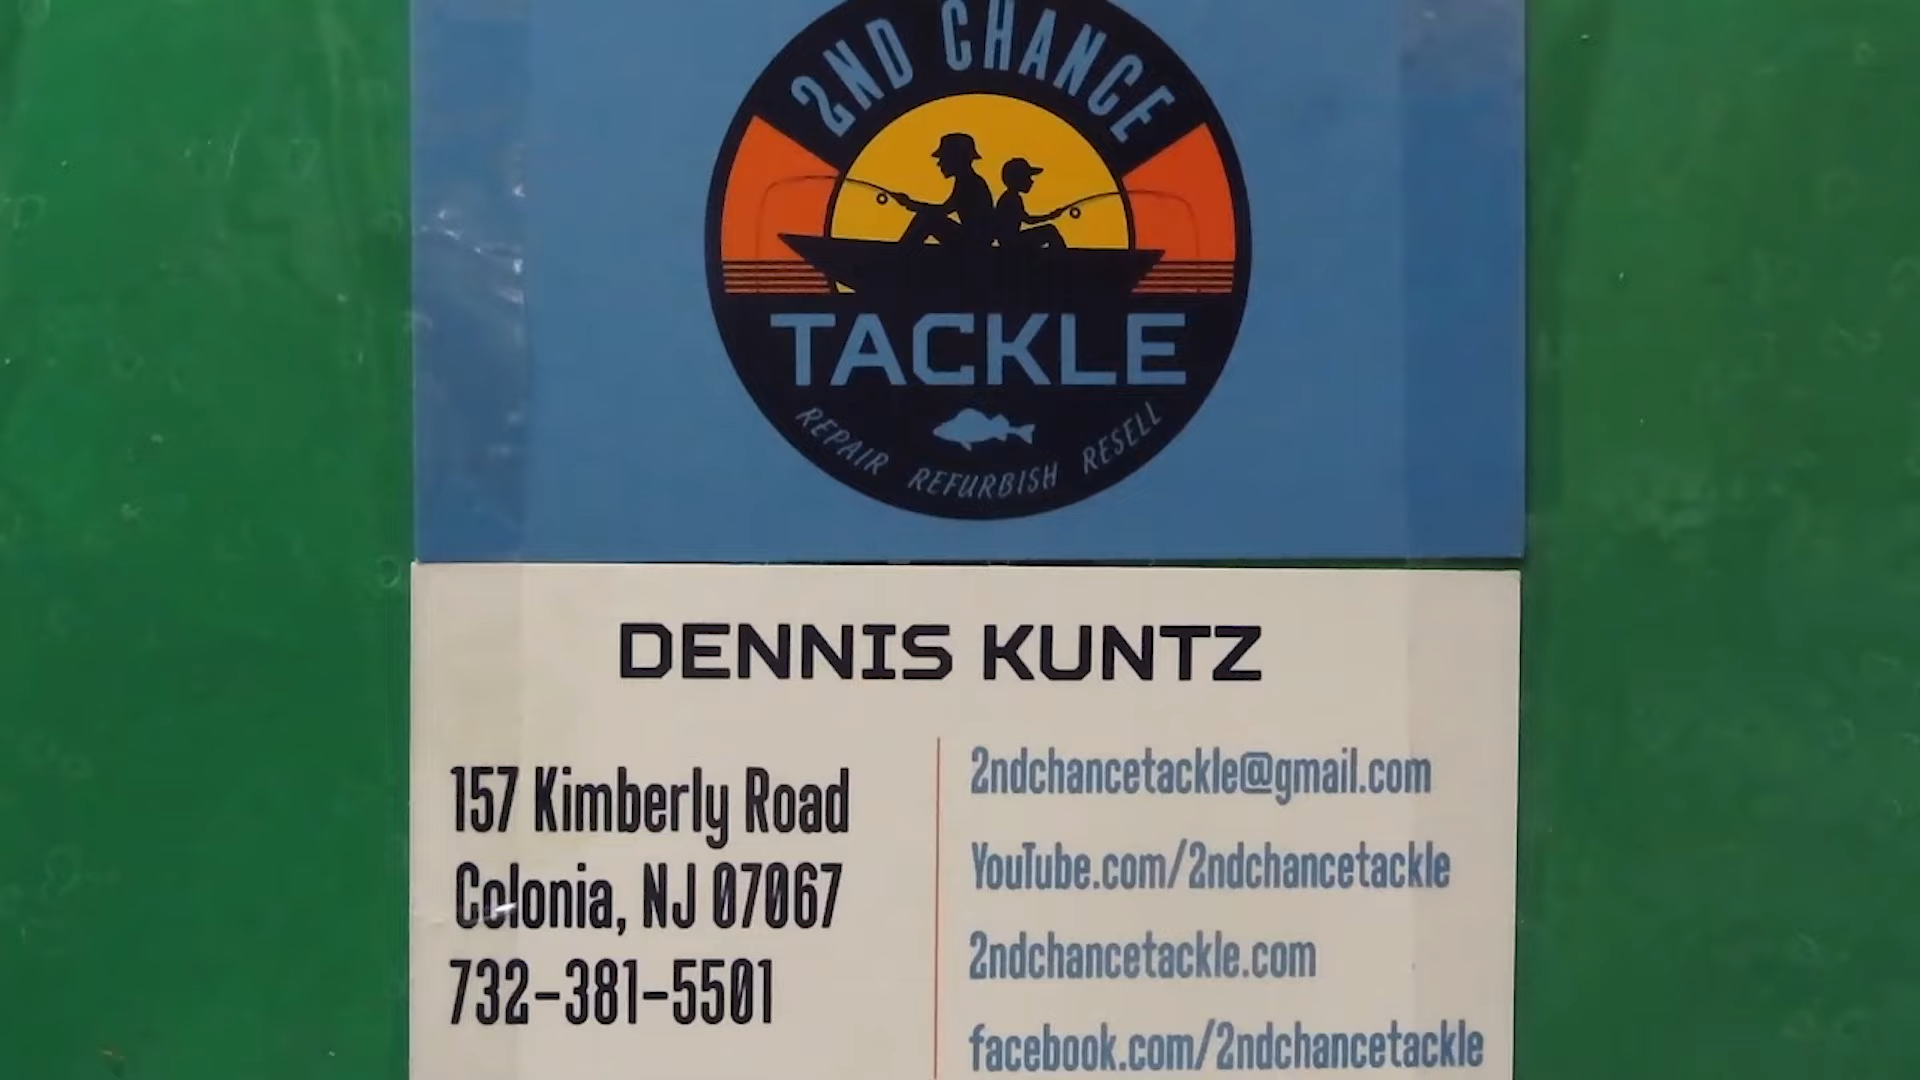 2ND CHANCE
TACKLE
REPAIR REFURBISH RESELL
DENNIS KUNTZ
157 Kimberly Road
Colonia, NJ 07067
732-381-5501
2ndchancetackle@gmail.com
YouTube.com/2ndchancetackle
2ndchancetackle.com
facebook.com/2ndchancetackle